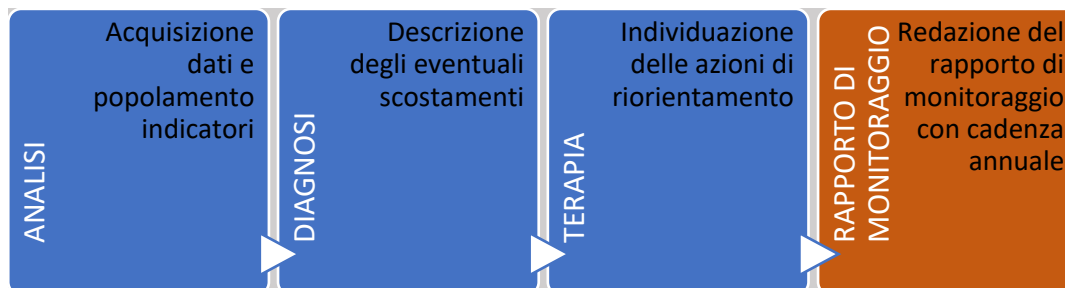 ANALISI
Acquisizione
dati e
popolamento
indicatori
DIAGNOSI
Descrizione
degli eventuali
scostamenti
TERAPIA
Individuazione
delle azioni di
riorientamento
RAPPORTO DI
MONITORAGGIO
Redazione del
rapporto di
monitoraggio
con cadenza
annuale